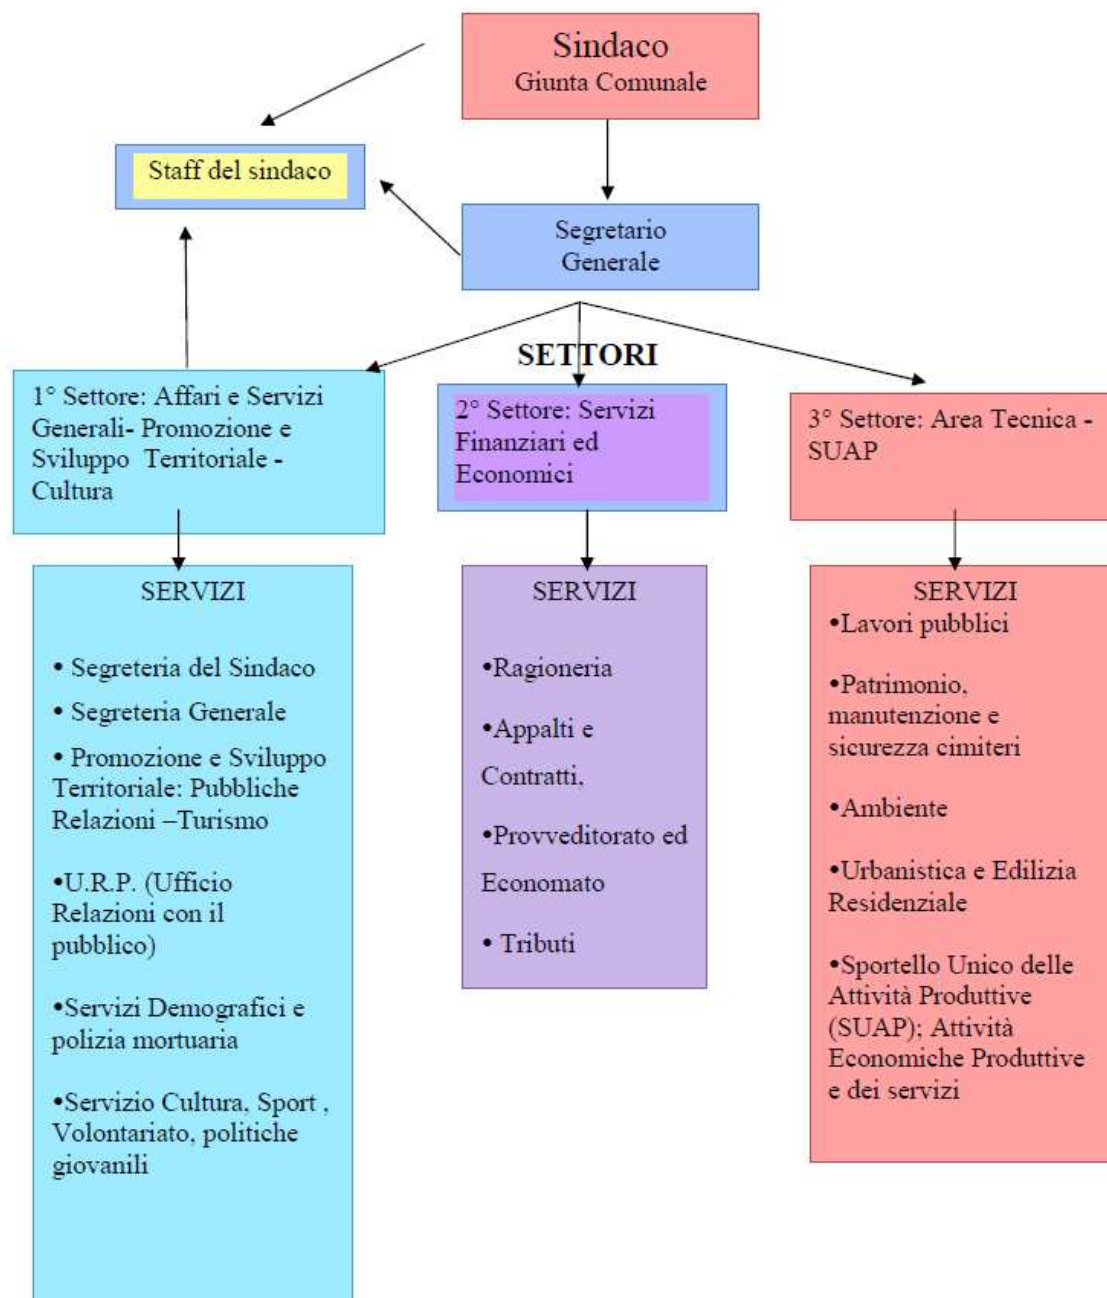 Sindaco
Giunta Comunale
Staff del sindaco
Segretario
Generale
SETTORI
1° Settore: Affari e Servizi
Generali- Promozione e
Sviluppo Territoriale -
Cultura
2° Settore: Servizi
Finanziari ed
Economici
3° Settore: Area Tecnica -
SUAP
SERVIZI
• Segreteria del Sindaco
• Segreteria Generale
• Promozione e Sviluppo
Territoriale: Pubbliche
Relazioni –Turismo
•U.R.P. (Ufficio
Relazioni con il
pubblico)
•Servizi Demografici e
polizia mortuaria
•Servizio Cultura, Sport ,
Volontariato, politiche
giovanili
SERVIZI
•Ragioneria
•Appalti e
Contratti,
•Provveditorato ed
Economato
• Tributi
SERVIZI
•Lavori pubblici
•Patrimonio,
manutenzione e
sicurezza cimiteri
•Ambiente
•Urbanistica e Edilizia
Residenziale
•Sportello Unico delle
Attività Produttive
(SUAP); Attività
Economiche Produttive
e dei servizi